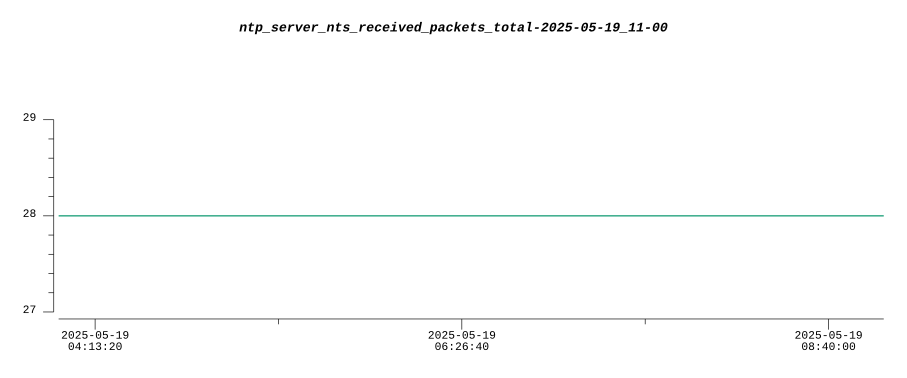 ntp_server_nts_received_packets_total-2025-05-19_11-00
29
28
27
2025-05-19 2025-05-19 2025-05-19
04:13:20 06:26:40 08:40:00